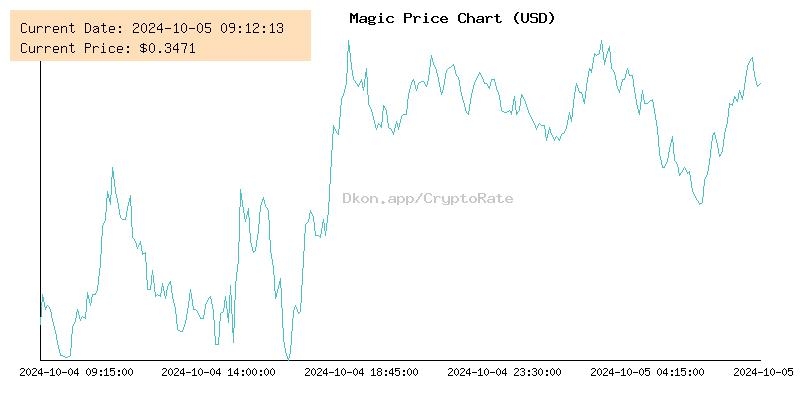 Magic Price Chart (USD)
Current Date: 2024-10-05 09:12:13
Current Price: $0.3471
Dkon.app/CryptoRate
2024-10-04 09:15:00 2024-10-04 14:00:00 2024-10-04 18:45:00 2024-10-04 23:30:00 2024-10-05 04:15:00 2024-10-05